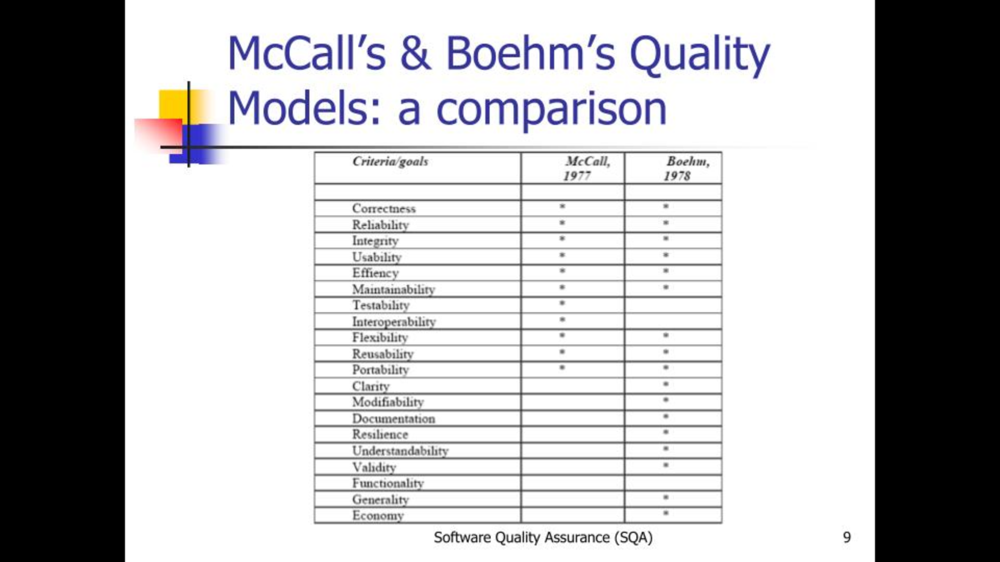 McCall’s & Boehm’s Quality
Models: a comparison
Criteria/goals McCall, Boehm,
1977 1978
Correctness * *
Reliability * *
Integrity * *
Usability * *
Effiency * *
Maintainability * *
Testability *
Interoperability *
Flexibility * *
Reusability * *
Portability * *
Clarity *
Modifiability *
Documentation *
Resilience *
Understandability *
Validity *
Functionality
Generality *
Economy *
Software Quality Assurance (SQA) 9